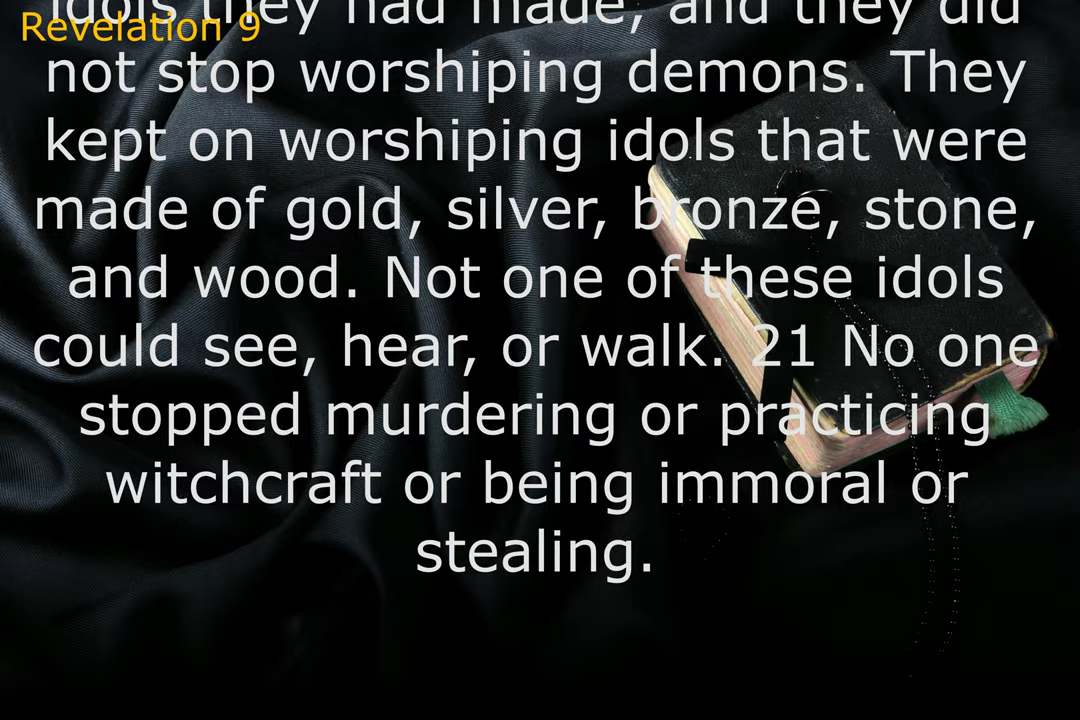 idols they had made, and they did
Revelation 9
not stop worshiping demons. They
kept on worshiping idols that were
made of gold, silver, bronze, stone,
and wood. Not one of these idols
could see, hear, or walk. 21 No one
stopped murdering or practicing
witchcraft or being immoral or
stealing.